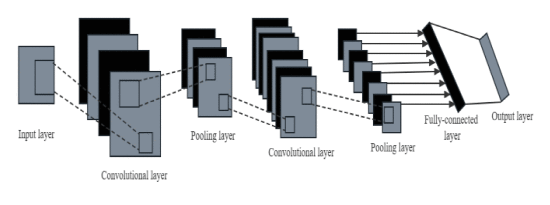 Input layer
Convolutional layer
Pooling layer
Convolutional layer
Pooling layer
Fully-connected
layer
Output layer